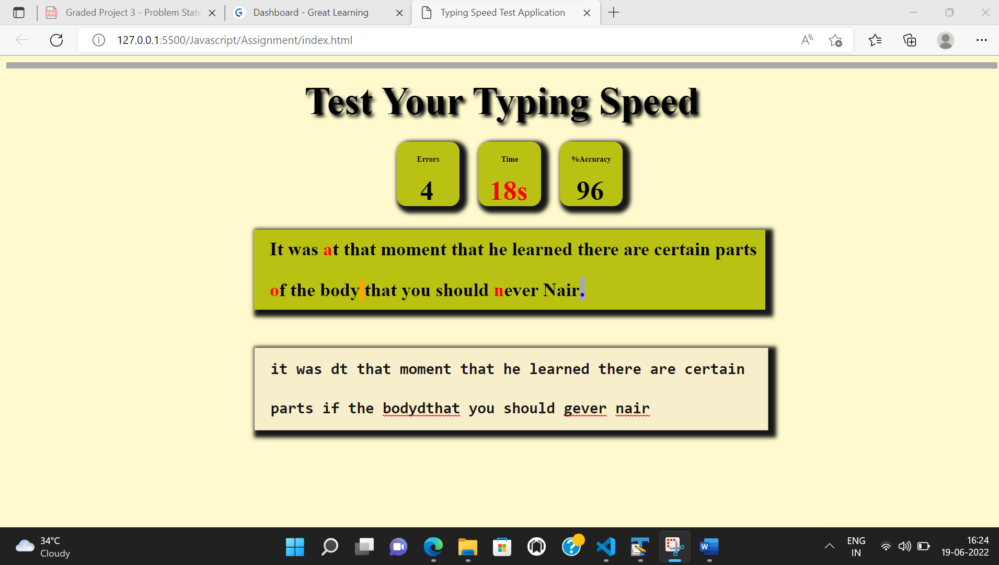 Graded Project 3 - Problem State
Dashboard - Great Learning
Typing Speed Test Application
127.0.0.1:5500/Javascript/Assignment/index.html
Test Your Typing Speed
Errors
4
Time
18s
%Accuracy
96
It was at that moment that he learned there are certain parts
of the body that you should never Nair.
it was dt that moment that he learned there are certain
parts if the bodydthat you should gever nair
34°C
Cloudy
ENG
IN
16:24
19-06-2022